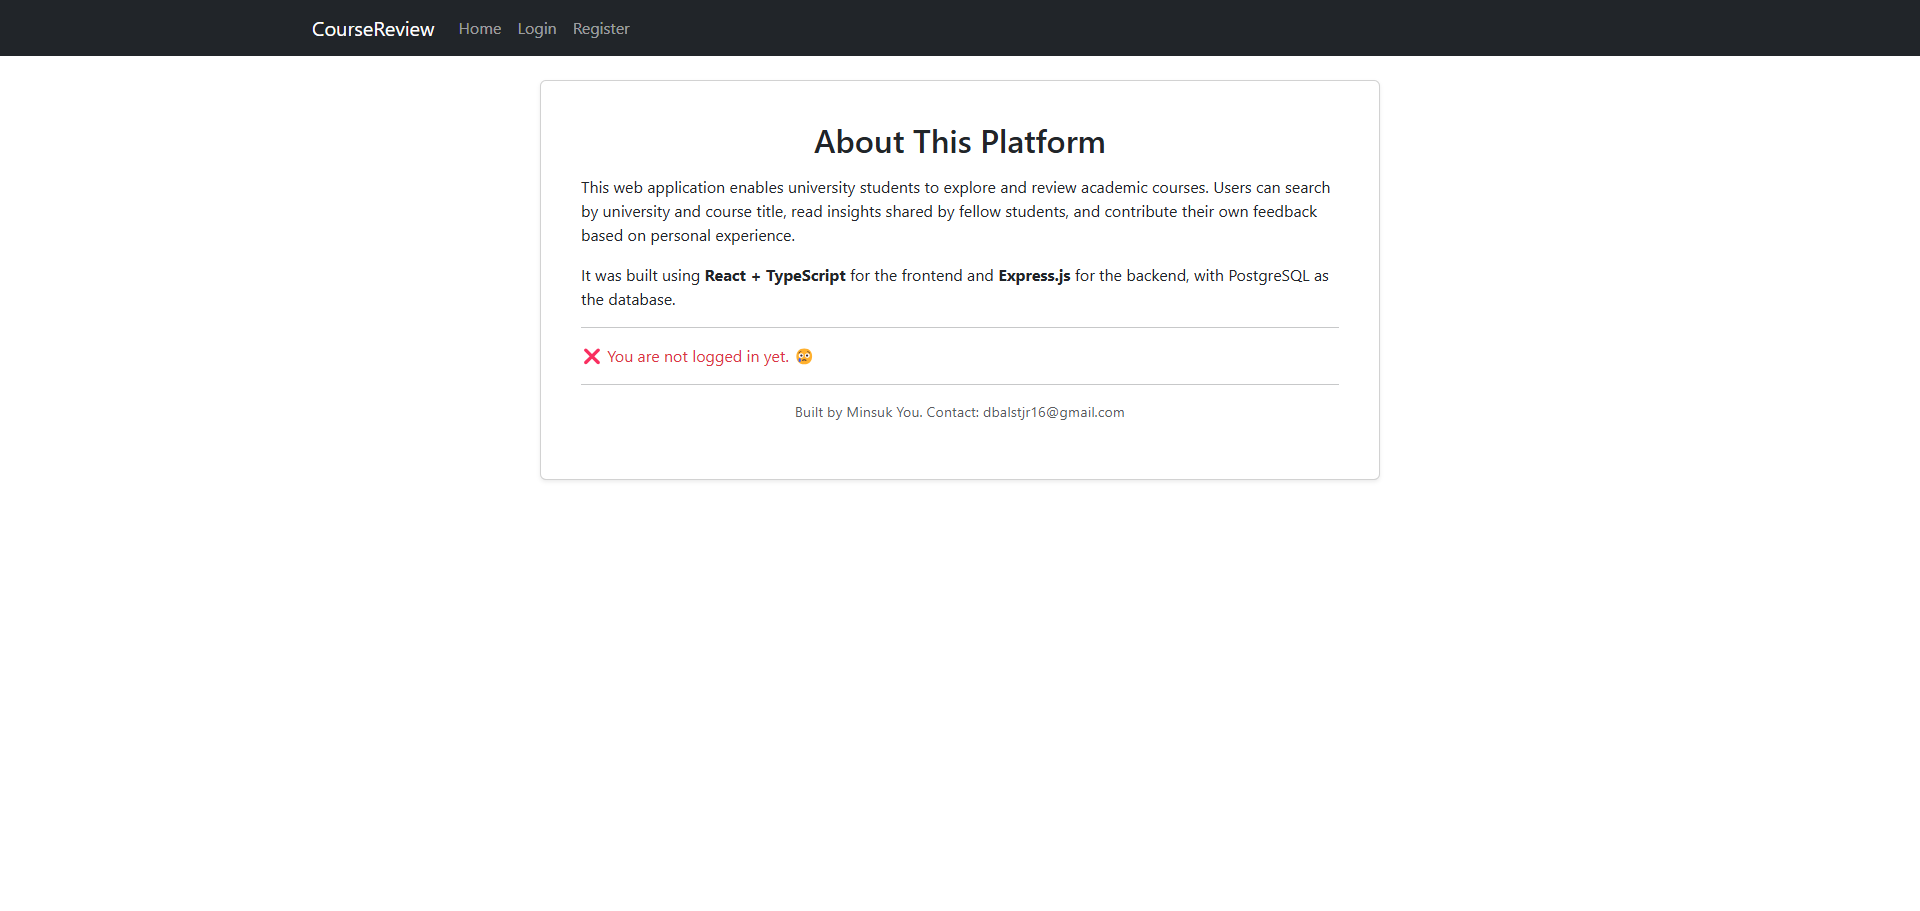 CourseReview Home Login Register
About This Platform
This web application enables university students to explore and review academic courses. Users can search
by university and course title, read insights shared by fellow students, and contribute their own feedback
based on personal experience.
It was built using React + TypeScript for the frontend and Express.js for the backend, with PostgreSQL as
the database.
❌ You are not logged in yet. 😢
Built by Minsuk You. Contact: dbalstjr16@gmail.com